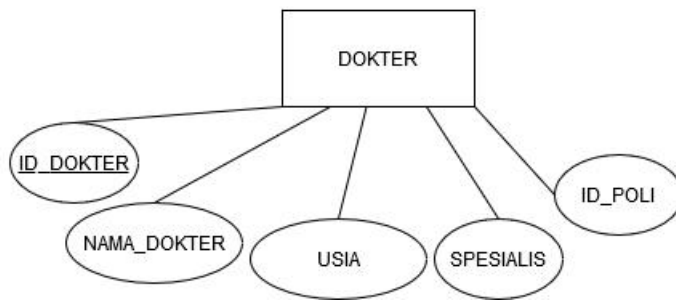 DOKTER
ID_DOKTER
NAMA_DOKTER
USIA
SPESIALIS
ID_POLI